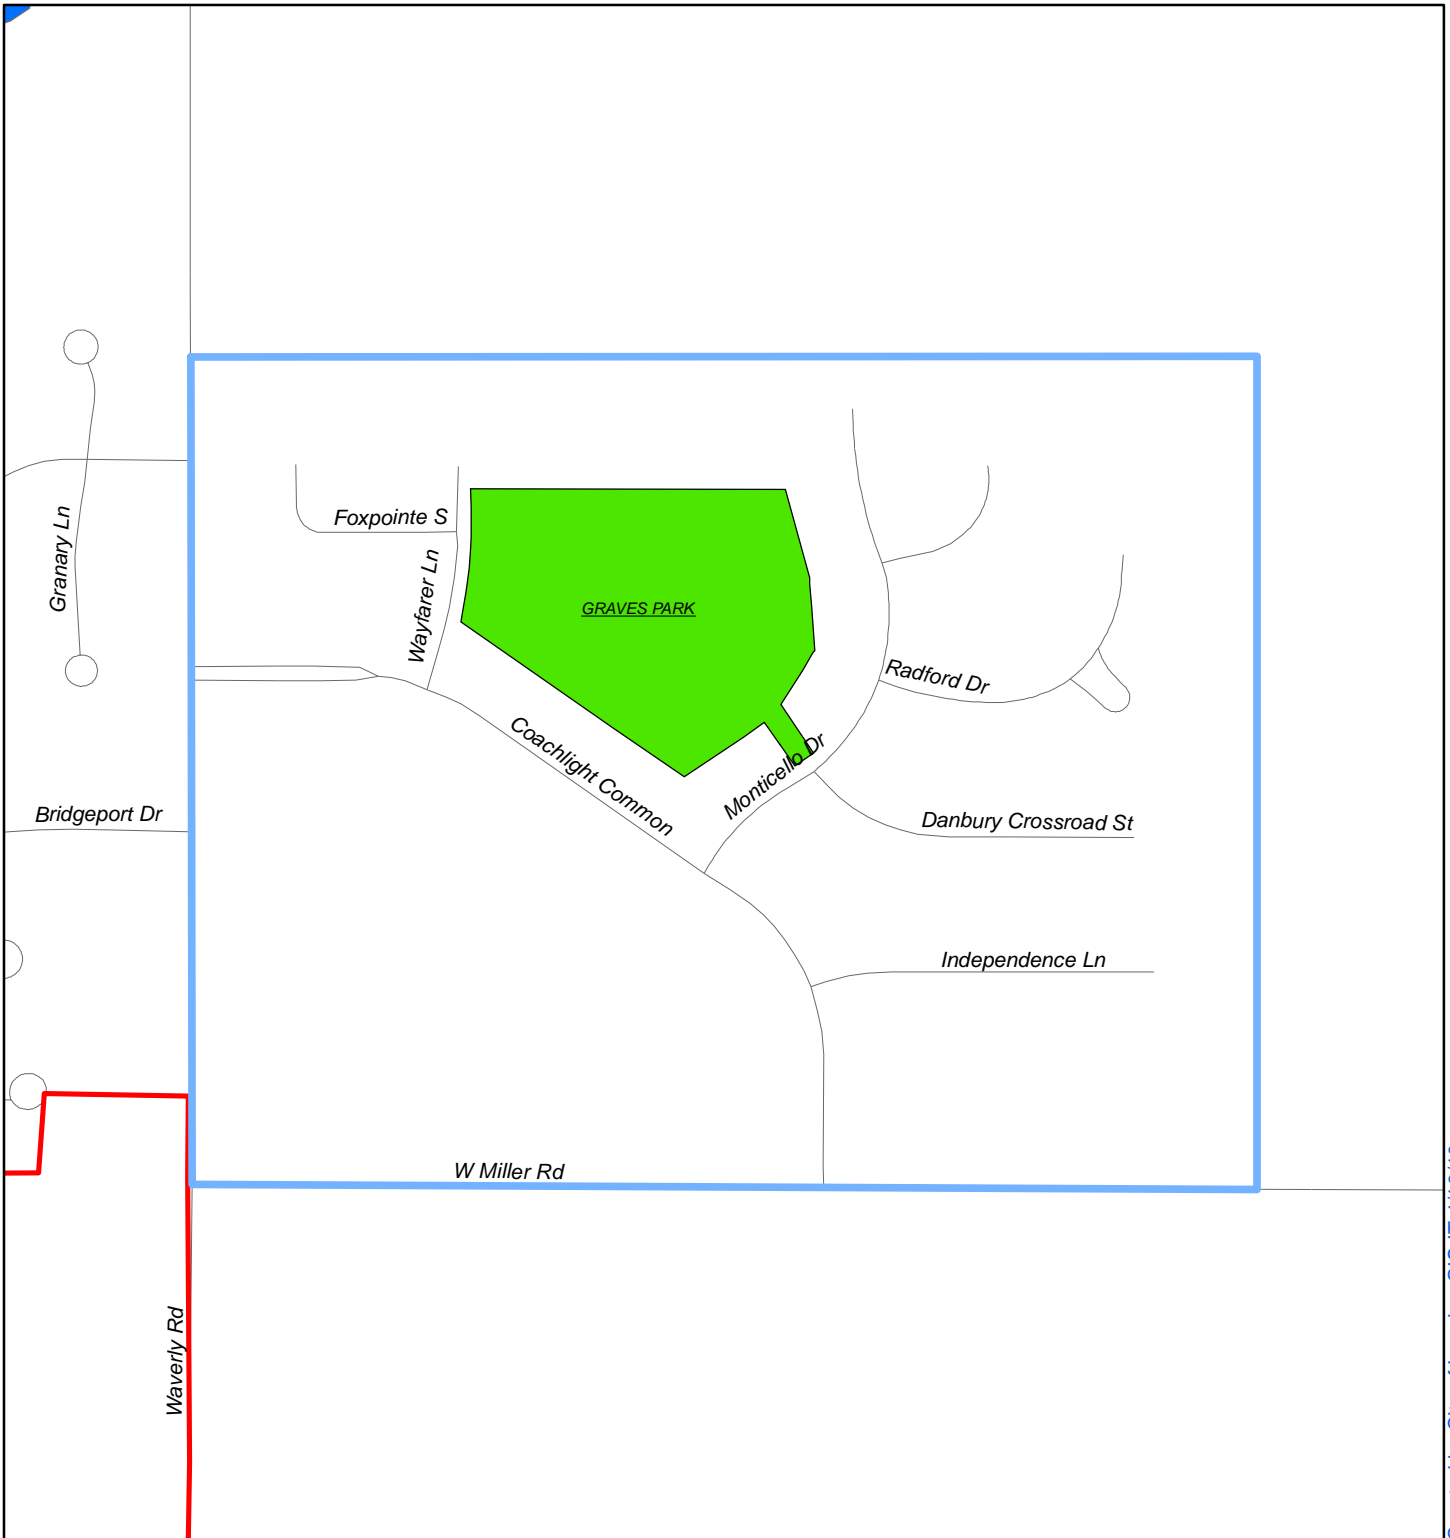 Foxpointe S
Granary Ln
Wayfarer Ln
GRAVES PARK
Radford Dr
Coachlight Common
Monticello Dr
Bridgeport Dr
Danbury Crossroad St
Independence Ln
W Miller Rd
Waverly Rd